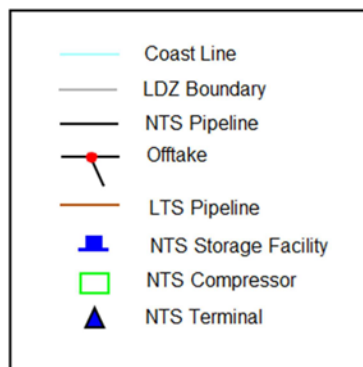 Coast Line
LDZ Boundary
NTS Pipeline
Offtake
LTS Pipeline
NTS Storage Facility
NTS Compressor
NTS Terminal